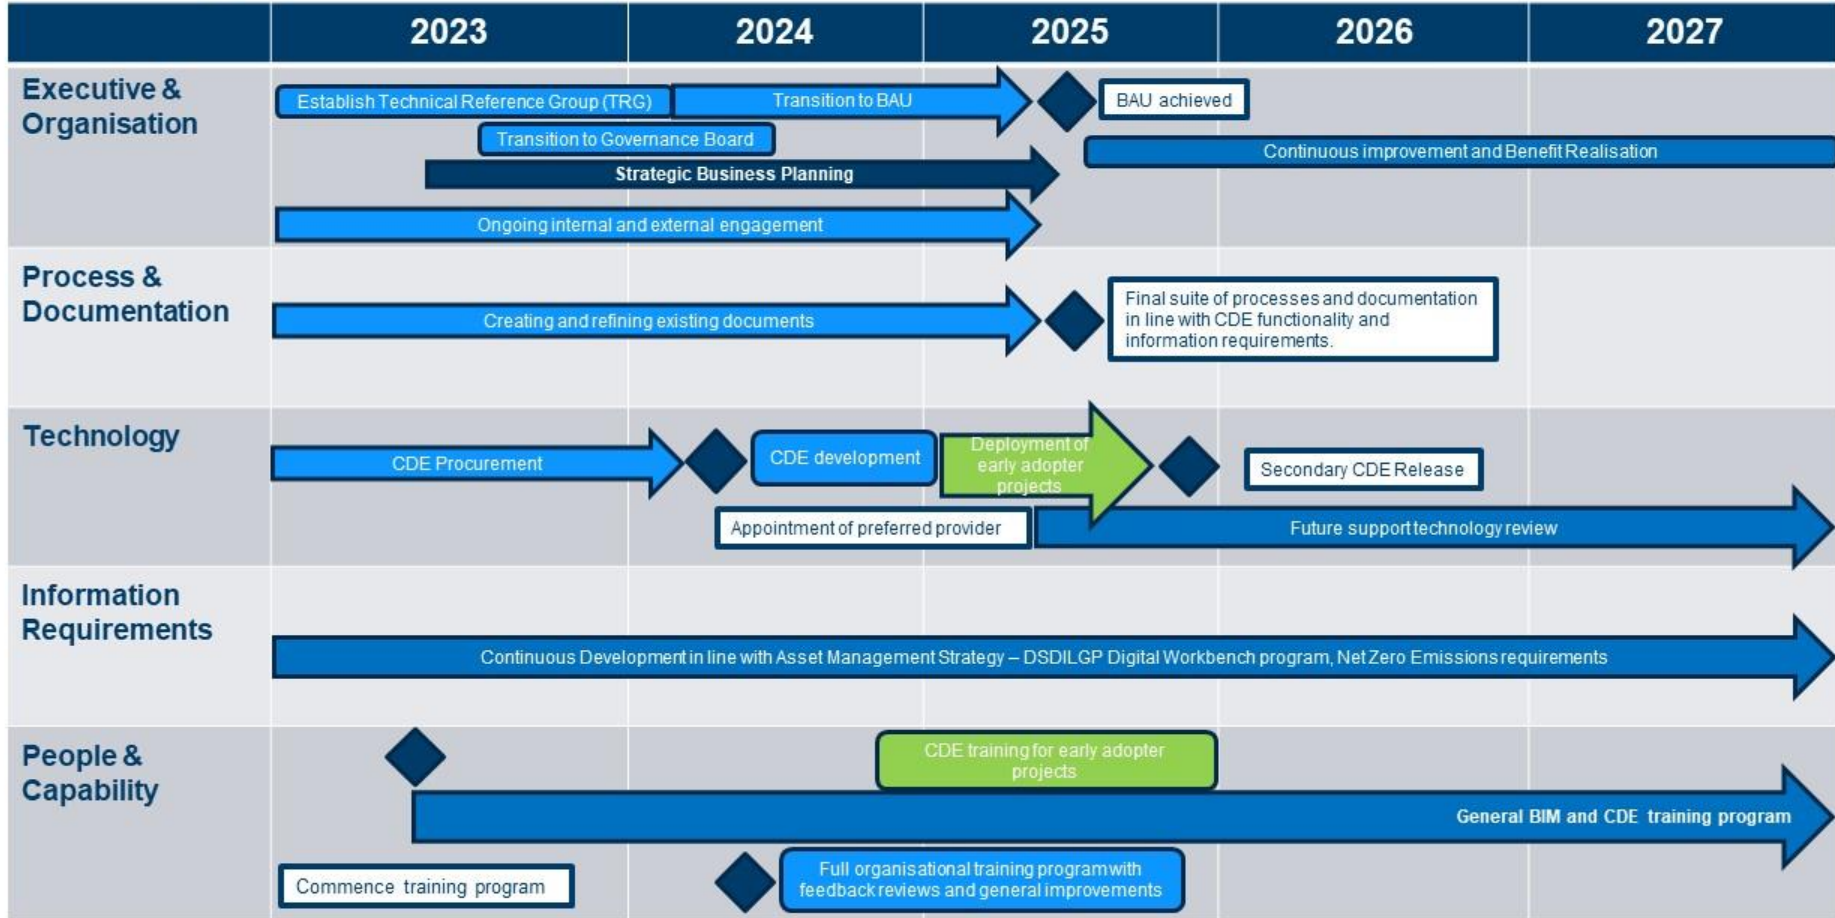 2023 2024 2025 2026 2027
Executive &
Organisation
Establish Technical Reference Group (TRG)
Transition to BAU
BAU achieved
Transition to Governance Board
Continuous improvement and Benefit Realisation
Strategic Business Planning
Ongoing internal and external engagement
Process &
Documentation
Creating and refining existing documents
Final suite of processes and documentation
in line with CDE functionality and
information requirements.
Technology
CDE Procurement
CDE development
Deployment of
early adopter
projects
Secondary CDE Release
Appointment of preferred provider
Future support technology review
Information
Requirements
Continuous Development in line with Asset Management Strategy – DSDILGP Digital Workbench program, Net Zero Emissions requirements
People &
Capability
CDE training for early adopter
projects
General BIM and CDE training program
Commence training program
Full organisational training program with
feedback reviews and general improvements